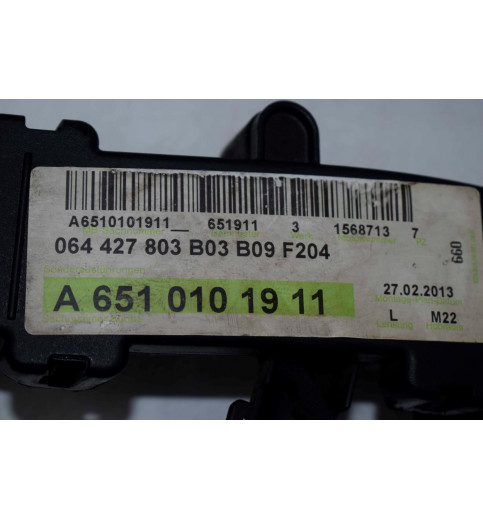 A6510101911__ 651911 3 1568713 7
064 427 803 B03 B09 F204
660
A 651 010 19 11
27.02.2013
L M22